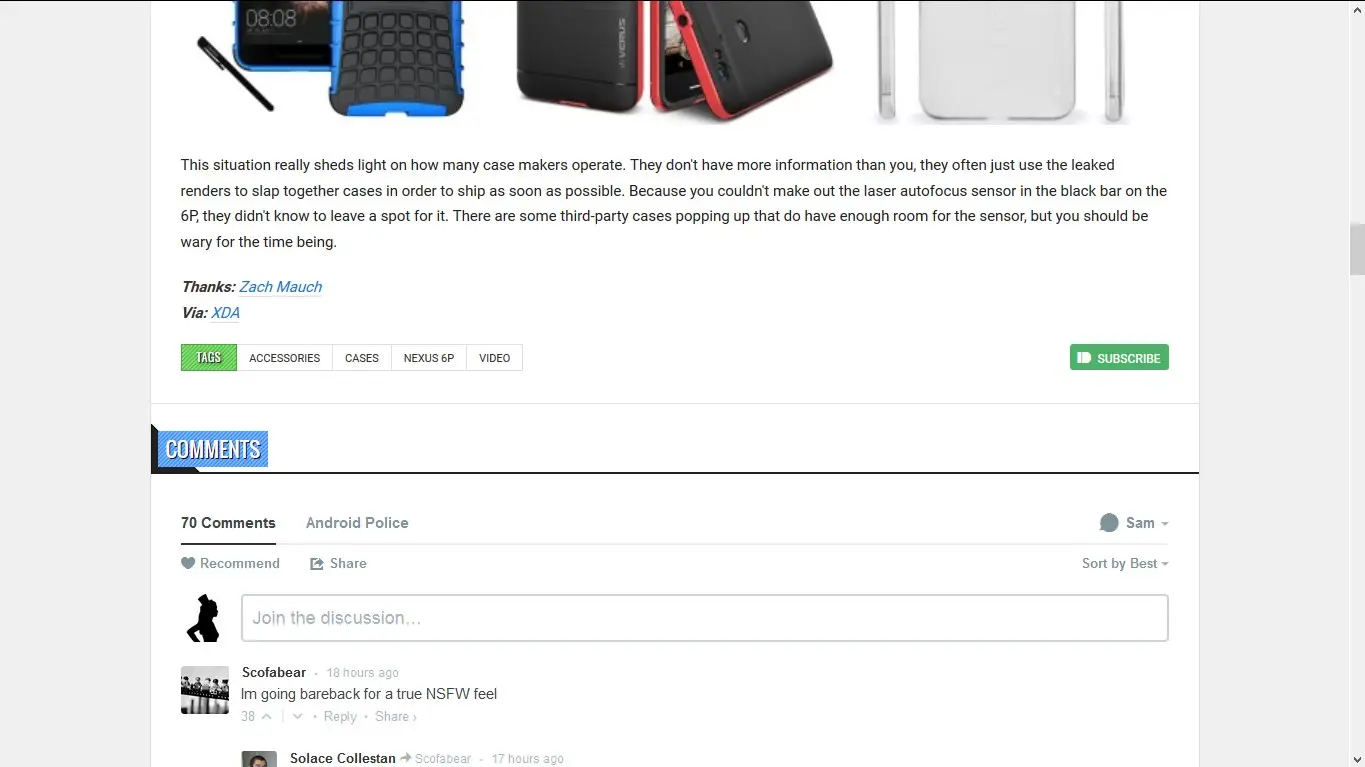 08:08
VERUS
This situation really sheds light on how many case makers operate. They don't have more information than you, they often just use the leaked
renders to slap together cases in order to ship as soon as possible. Because you couldn't make out the laser autofocus sensor in the black bar on the
6P, they didn't know to leave a spot for it. There are some third-party cases popping up that do have enough room for the sensor, but you should be
wary for the time being.
Thanks: Zach Mauch
Via: XDA
TAGS ACCESSORIES CASES NEXUS 6P VIDEO SUBSCRIBE
COMMENTS
70 Comments Android Police Sam
Recommend Share Sort by Best
Join the discussion...
Scofabear · 18 hours ago
Im going bareback for a true NSFW feel
38 · Reply · Share ›
Solace Collestan Scofabear · 17 hours ago